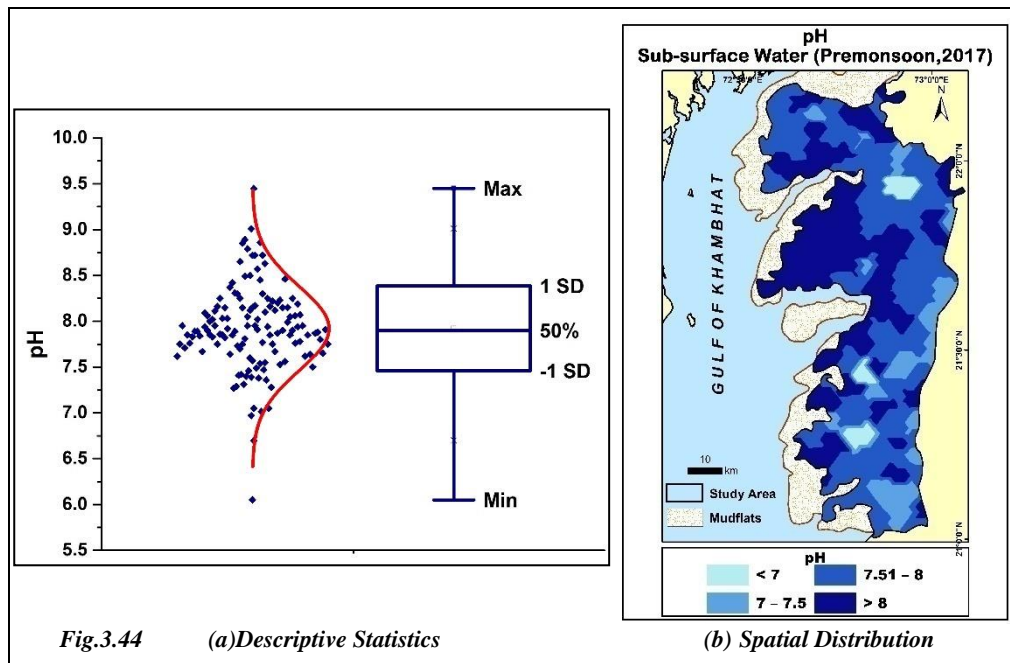 10.0
9.5
9.0
8.5
8.0
7.5
7.0
6.5
6.0
5.5
pH
Max
1 SD
50%
-1 SD
Min
pH
Sub-surface Water (Premonsoon,2017)
73°0'0"E
N
22°0'0"N
21°30'0"N
21°0'0"N
GULF OF KHAMBHAT
10
km
Study Area
Mudflats
pH
< 7
7.51 – 8
7 – 7.5
> 8
Fig.3.44 (a)Descriptive Statistics (b) Spatial Distribution